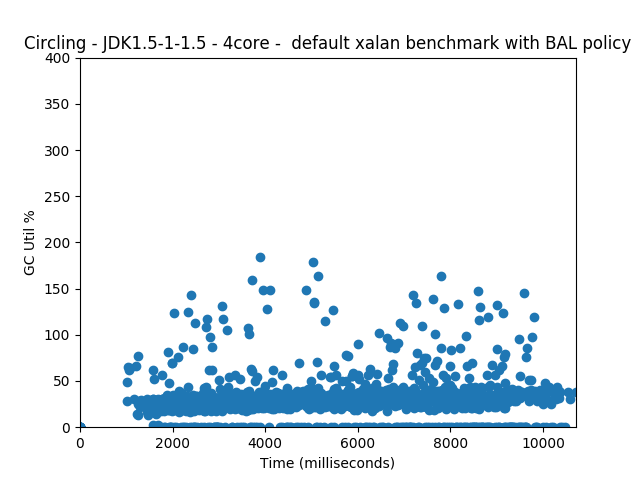 Circling - JDK1.5-1-1.5 - 4core -  default xalan benchmark with BAL policy
400
350
300
250
200
150
100
50
0
GC Util %
0 2000 4000 6000 8000 10000
Time (milliseconds)